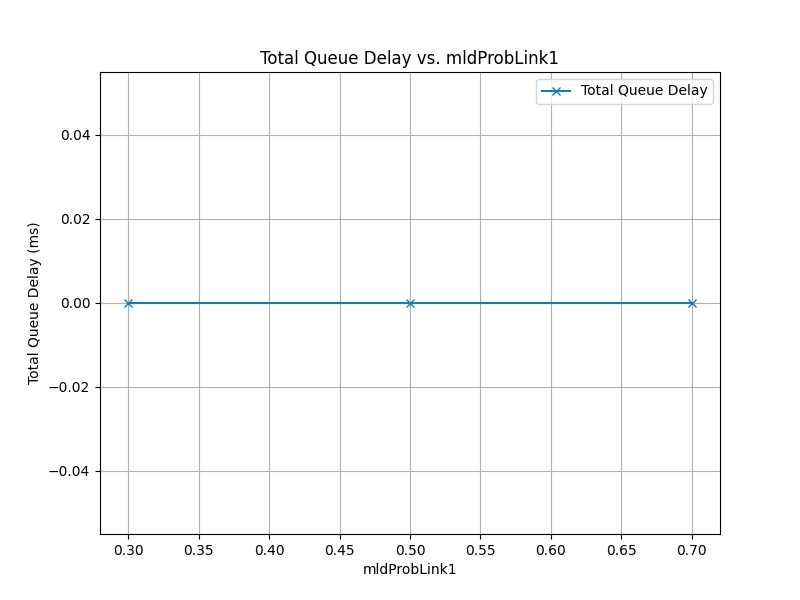 Total Queue Delay vs. mldProbLink1
Total Queue Delay
0.04
0.02
0.00
−0.02
−0.04
Total Queue Delay (ms)
0.30 0.35 0.40 0.45 0.50 0.55 0.60 0.65 0.70
mldProbLink1